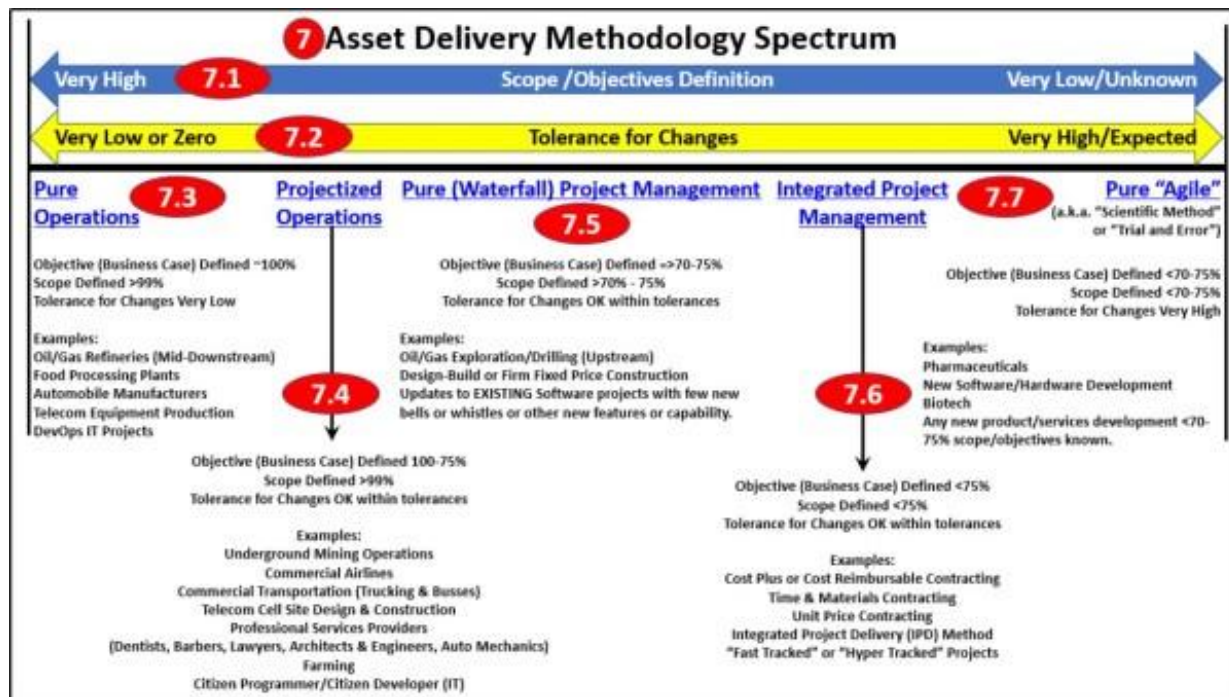 7 Asset Delivery Methodology Spectrum
Very High 7.1 Scope /Objectives Definition Very Low/Unknown
Very Low or Zero 7.2 Tolerance for Changes Very High/Expected
Pure
Operations
7.3
Objective (Business Case) Defined ~100%
Scope Defined >99%
Tolerance for Changes Very Low
Examples:
Oil/Gas Refineries (Mid-Downstream)
Food Processing Plants
Automobile Manufacturers
Telecom Equipment Production
DevOps IT Projects
Projectized
Operations
7.4
Objective (Business Case) Defined 100-75%
Scope Defined >99%
Tolerance for Changes OK within tolerances
Examples:
Underground Mining Operations
Commercial Airlines
Commercial Transportation (Trucking & Busses)
Telecom Cell Site Design & Construction
Professional Services Providers
(Dentists, Barbers, Lawyers, Architects & Engineers, Auto Mechanics)
Farming
Citizen Programmer/Citizen Developer (IT)
Pure (Waterfall) Project Management
7.5
Objective (Business Case) Defined =>70-75%
Scope Defined >70% - 75%
Tolerance for Changes OK within tolerances
Examples:
Oil/Gas Exploration/Drilling (Upstream)
Design-Build or Firm Fixed Price Construction
Updates to EXISTING Software projects with few new
bells or whistles or other new features or capability.
Integrated Project
Management
7.6
Objective (Business Case) Defined <75%
Scope Defined <75%
Tolerance for Changes OK within tolerances
Examples:
Cost Plus or Cost Reimbursable Contracting
Time & Materials Contracting
Unit Price Contracting
Integrated Project Delivery (IPD) Method
"Fast Tracked" or "Hyper Tracked" Projects
7.7
Pure "Agile"
(a.k.a. "Scientific Method"
or "Trial and Error")
Objective (Business Case) Defined <70-75%
Scope Defined <70-75%
Tolerance for Changes Very High
Examples:
Pharmaceuticals
New Software/Hardware Development
Biotech
Any new product/services development <70-
75% scope/objectives known.